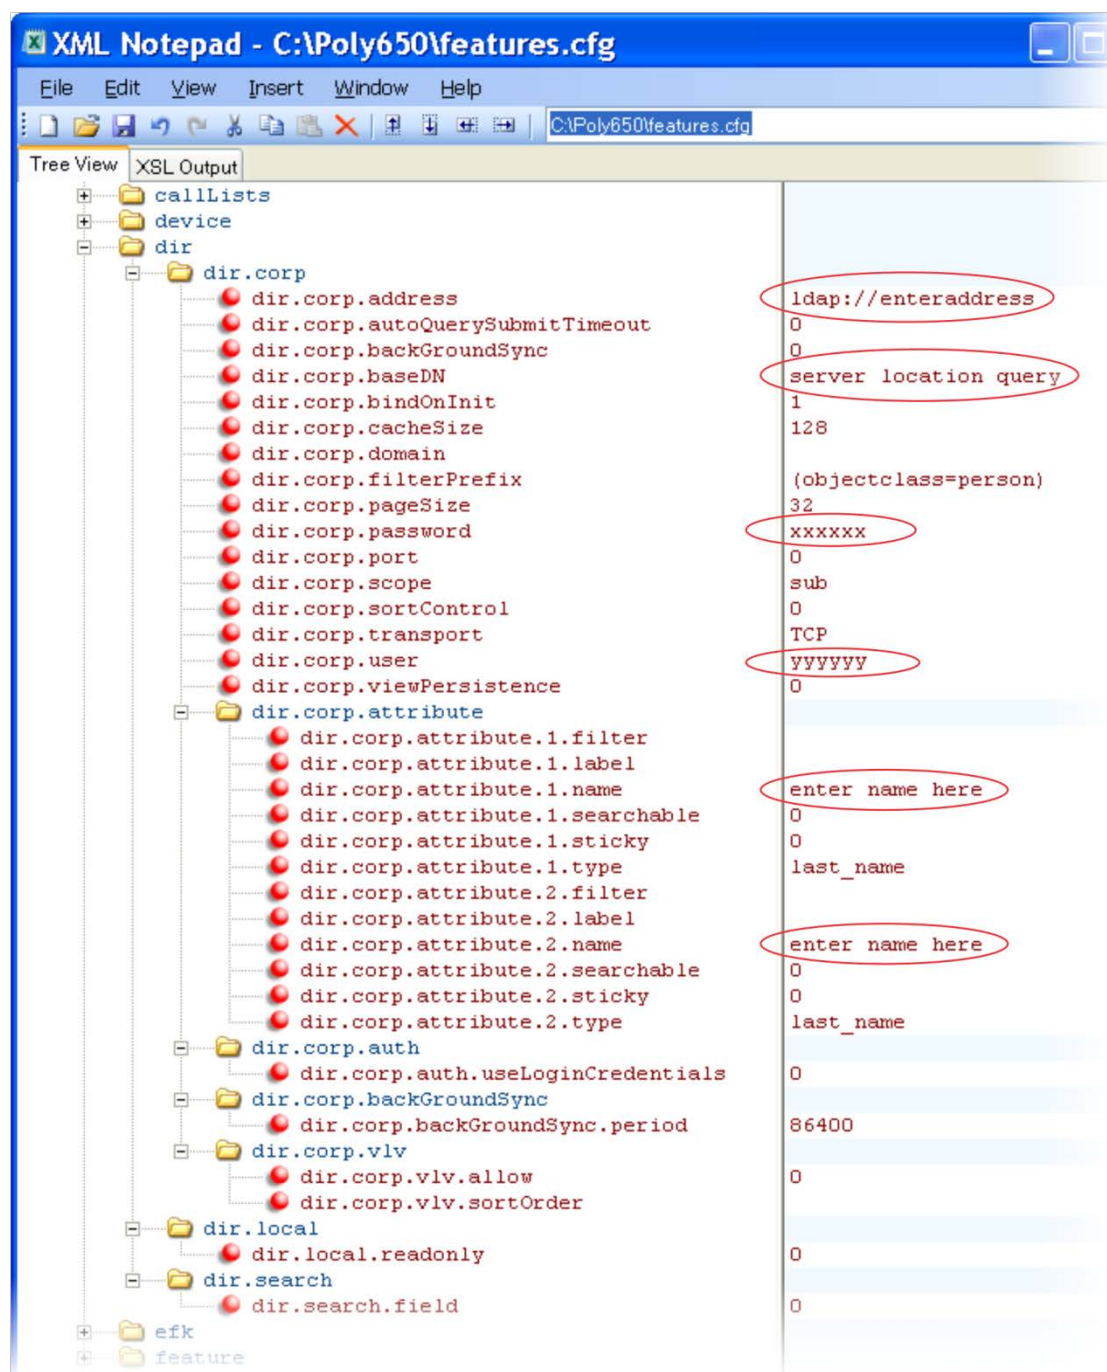 XML Notepad - C:\Poly650\features.cfg
File Edit View Insert Window Help
C:\Poly650\features.cfg
Tree View XSL Output
callLists
device
dir
dir.corp
dir.corp.address ldap://enteraddress
dir.corp.autoQuerySubmitTimeout 0
dir.corp.backGroundSync 0
dir.corp.baseDN server location query
dir.corp.bindOnInit 1
dir.corp.cacheSize 128
dir.corp.domain
dir.corp.filterPrefix (objectclass=person)
dir.corp.pageSize 32
dir.corp.password xxxxxx
dir.corp.port 0
dir.corp.scope sub
dir.corp.sortControl 0
dir.corp.transport TCP
dir.corp.user yyyyyy
dir.corp.viewPersistence 0
dir.corp.attribute
dir.corp.attribute.1.filter
dir.corp.attribute.1.label
dir.corp.attribute.1.name enter name here
dir.corp.attribute.1.searchable 0
dir.corp.attribute.1.sticky 0
dir.corp.attribute.1.type last_name
dir.corp.attribute.2.filter
dir.corp.attribute.2.label
dir.corp.attribute.2.name enter name here
dir.corp.attribute.2.searchable 0
dir.corp.attribute.2.sticky 0
dir.corp.attribute.2.type last_name
dir.corp.auth
dir.corp.auth.useLoginCredentials 0
dir.corp.backGroundSync
dir.corp.backGroundSync.period 86400
dir.corp.vlv
dir.corp.vlv.allow 0
dir.corp.vlv.sortOrder
dir.local
dir.local.readonly 0
dir.search
dir.search.field 0
efk
feature